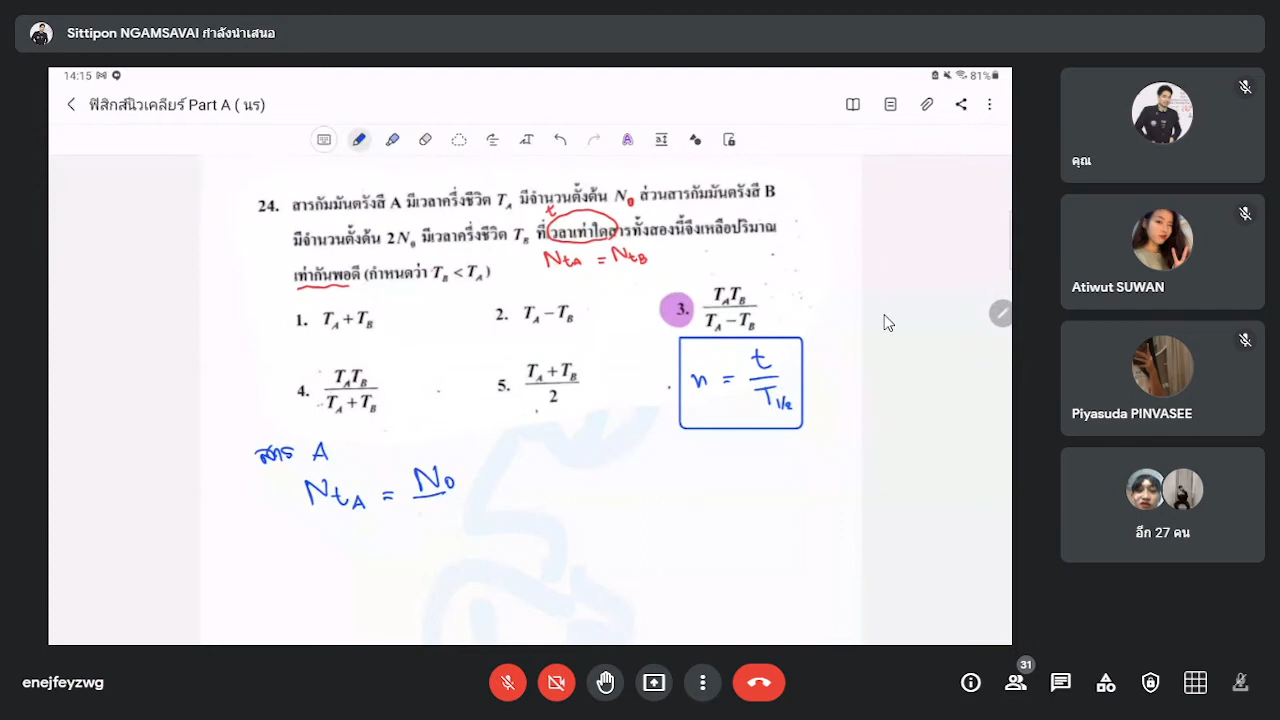 Sittipon NGAMSAVAI กำลังนำเสนอ
14:15
81%
ฟิสิกส์นิวเคลียร์ Part A ( นร)
24. สารกัมมันตรังสี A มีเวลาครึ่งชีวิต T_A มีจำนวนตั้งต้น N_0 ส่วนสารกัมมันตรังสี B
t
มีจำนวนตั้งต้น 2N_0 มีเวลาครึ่งชีวิต T_B ที่เวลาเท่าใดสารทั้งสองนี้จึงเหลือปริมาณ
N_tA = N_tB
เท่ากันพอดี (กำหนดว่า T_B < T_A)
1. T_A + T_B
2. T_A − T_B
3. T_A T_B / T_A − T_B
4. T_A T_B / T_A + T_B
5. T_A + T_B / 2
n = t / T_1/2
สาร A
N_tA = N_0
คุณ
Atiwut SUWAN
Piyasuda PINVASEE
อีก 27 คน
enejfeyzwg
31